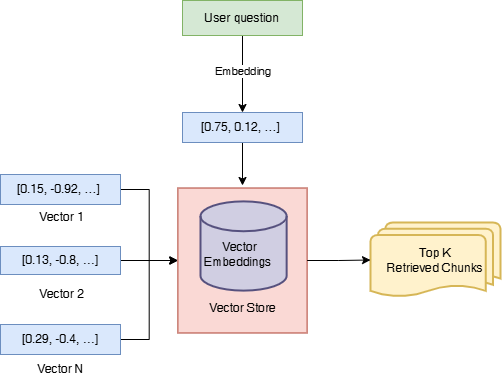 User question
Embedding
[0.75, 0.12, ...]
[0.15, -0.92, ...]
Vector 1
[0.13, -0.8, ...]
Vector 2
[0.29, -0.4, ...]
Vector N
Vector
Embeddings
Vector Store
Top K
Retrieved Chunks